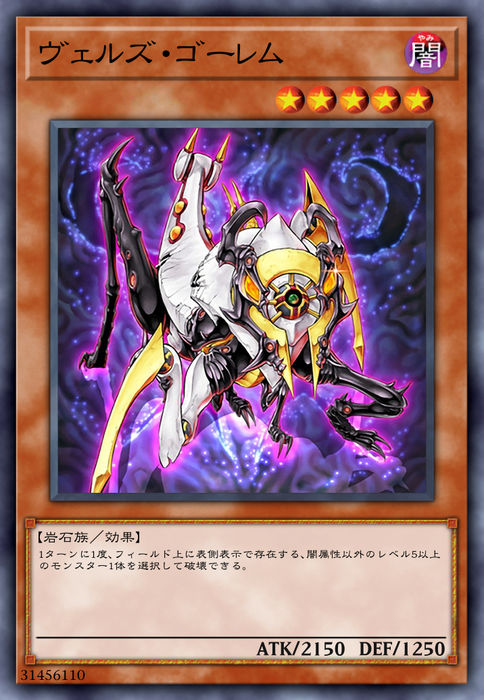 ヴェルズ・ゴーレム
やみ
闇
【岩石族／効果】
1ターンに1度、フィールド上に表側表示で存在する、闇属性以外のレベル5以上
のモンスター1体を選択して破壊できる。
ATK/2150 DEF/1250
31456110